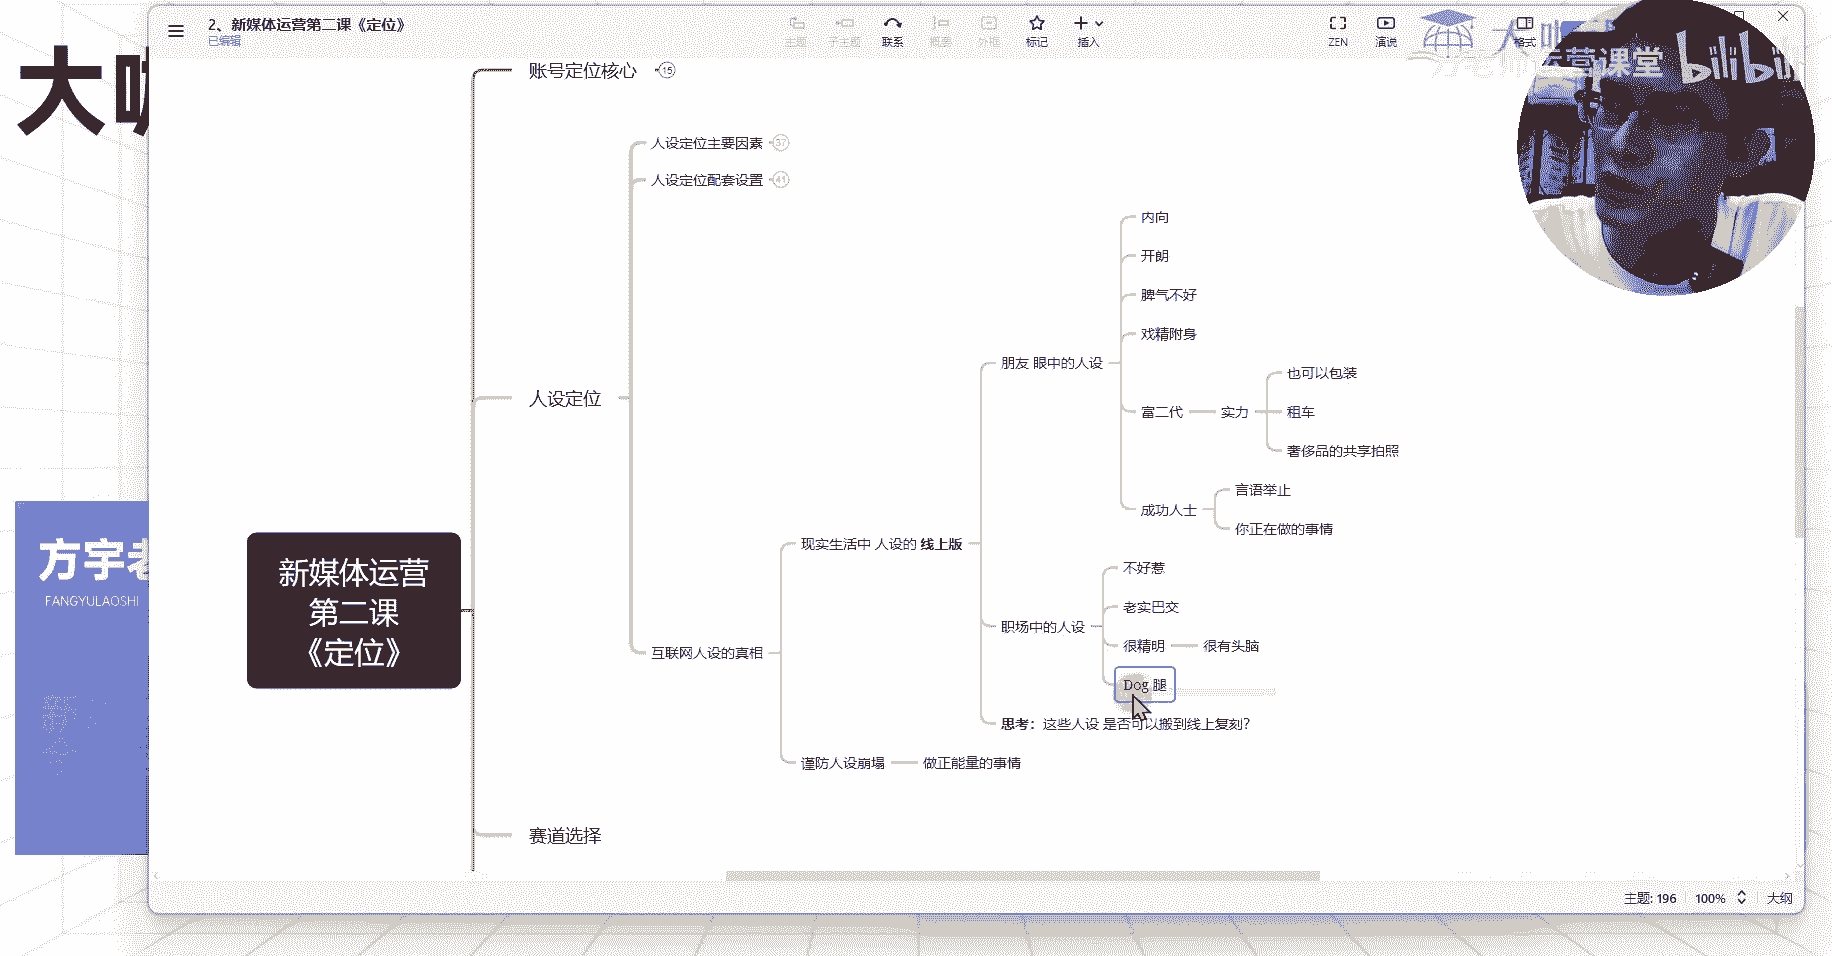 2、新媒体运营第二课《定位》
已编辑
主题
子主题
联系
概要
外框
标记
插入
ZEN
演说
格式
运营课堂
bilibili
大
账号定位核心
15
人设定位主要因素
37
人设定位配套设置
41
内向
开朗
脾气不好
戏精附身
朋友 眼中的人设
也可以包装
人设定位
富二代
实力
租车
奢侈品的共享拍照
言语举止
成功人士
你正在做的事情
现实生活中 人设的 线上版
不好惹
老实巴交
职场中的人设
很精明
很有头脑
互联网人设的真相
Dog 腿
思考：这些人设 是否可以搬到线上复刻？
谨防人设崩塌
做正能量的事情
新媒体运营
第二课
《定位》
方宇老
FANGYULAOSHI
赛道选择
主题: 196
100%
大纲